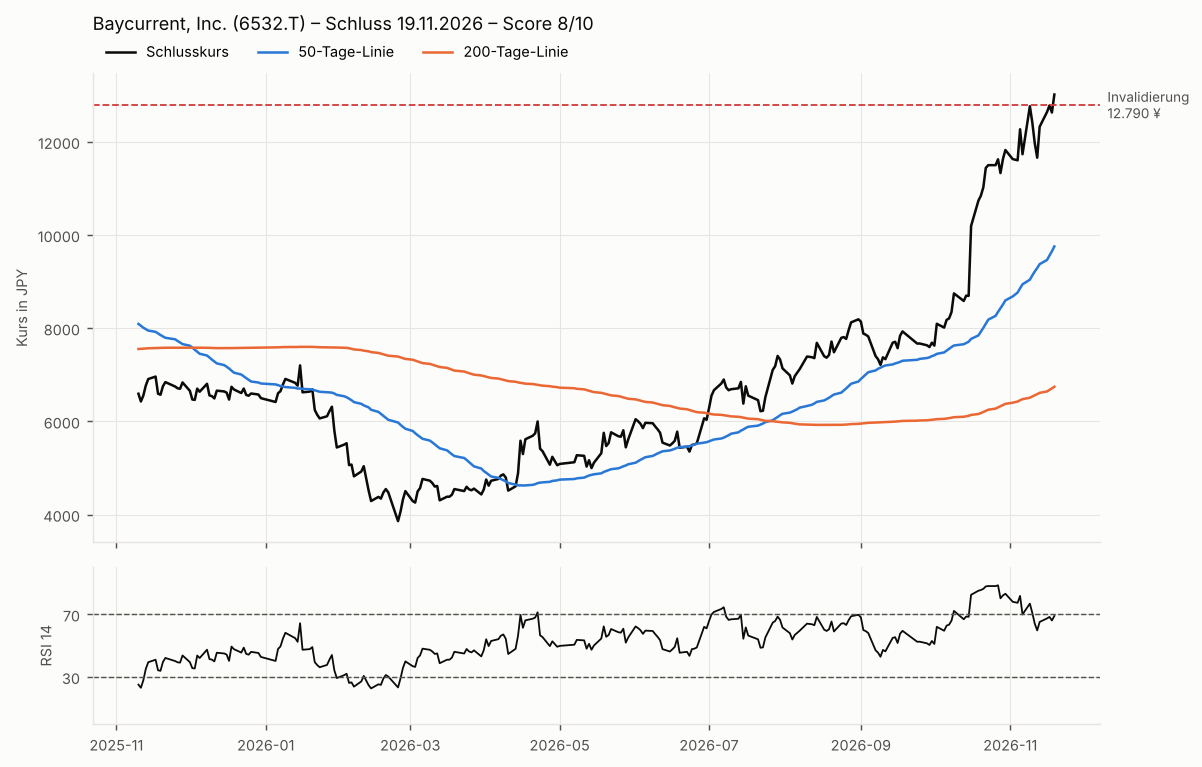 Baycurrent, Inc. (6532.T) – Schluss 19.11.2026 – Score 8/10
Schlusskurs 50-Tage-Linie 200-Tage-Linie
Invalidierung
12.790 ¥
12000
10000
8000
6000
4000
Kurs in JPY
70
30
RSI 14
2025-11 2026-01 2026-03 2026-05 2026-07 2026-09 2026-11